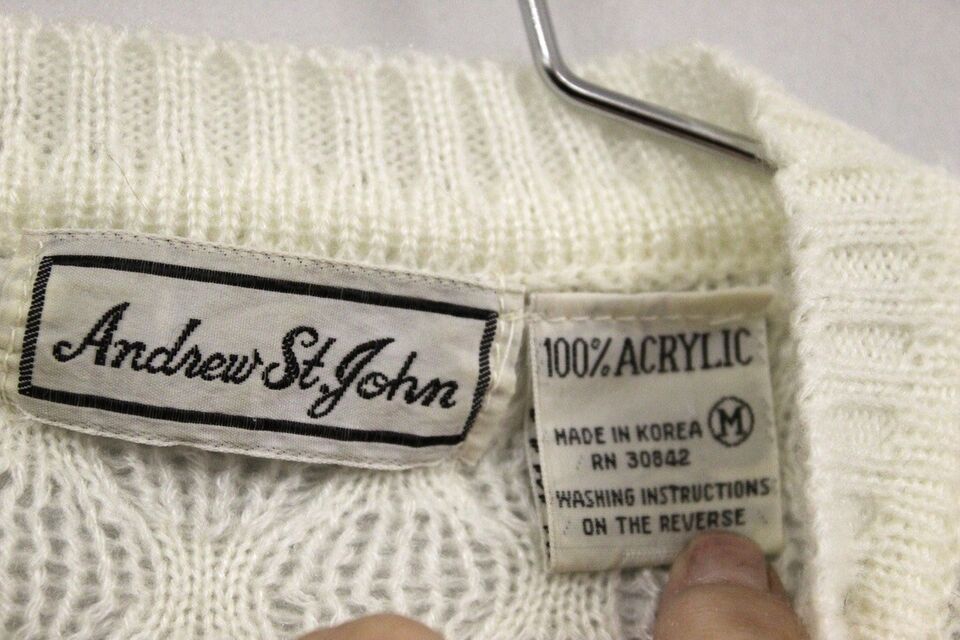 Andrew St. John
100% ACRYLIC
MADE IN KOREA M
RN 30842
WASHING INSTRUCTIONS
ON THE REVERSE